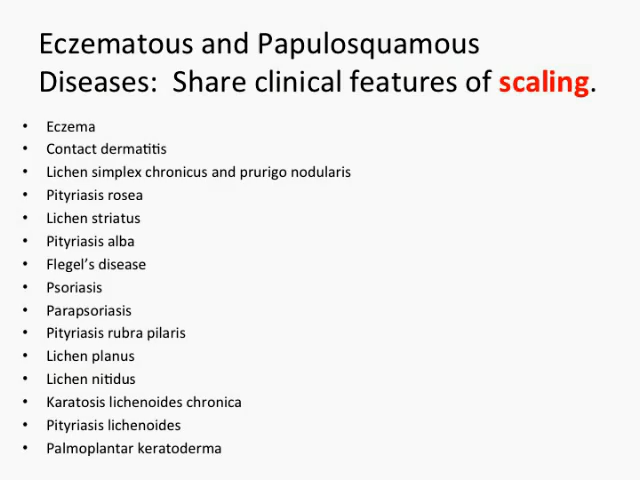 Eczematous and Papulosquamous
Diseases:  Share clinical features of scaling.
• Eczema
• Contact dermatitis
• Lichen simplex chronicus and prurigo nodularis
• Pityriasis rosea
• Lichen striatus
• Pityriasis alba
• Flegel’s disease
• Psoriasis
• Parapsoriasis
• Pityriasis rubra pilaris
• Lichen planus
• Lichen nitidus
• Karatosis lichenoides chronica
• Pityriasis lichenoides
• Palmoplantar keratoderma